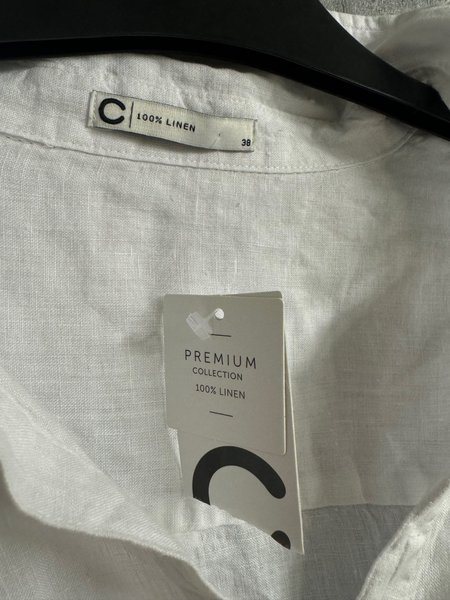 C 100% LINEN
38
PREMIUM
COLLECTION
100% LINEN
C